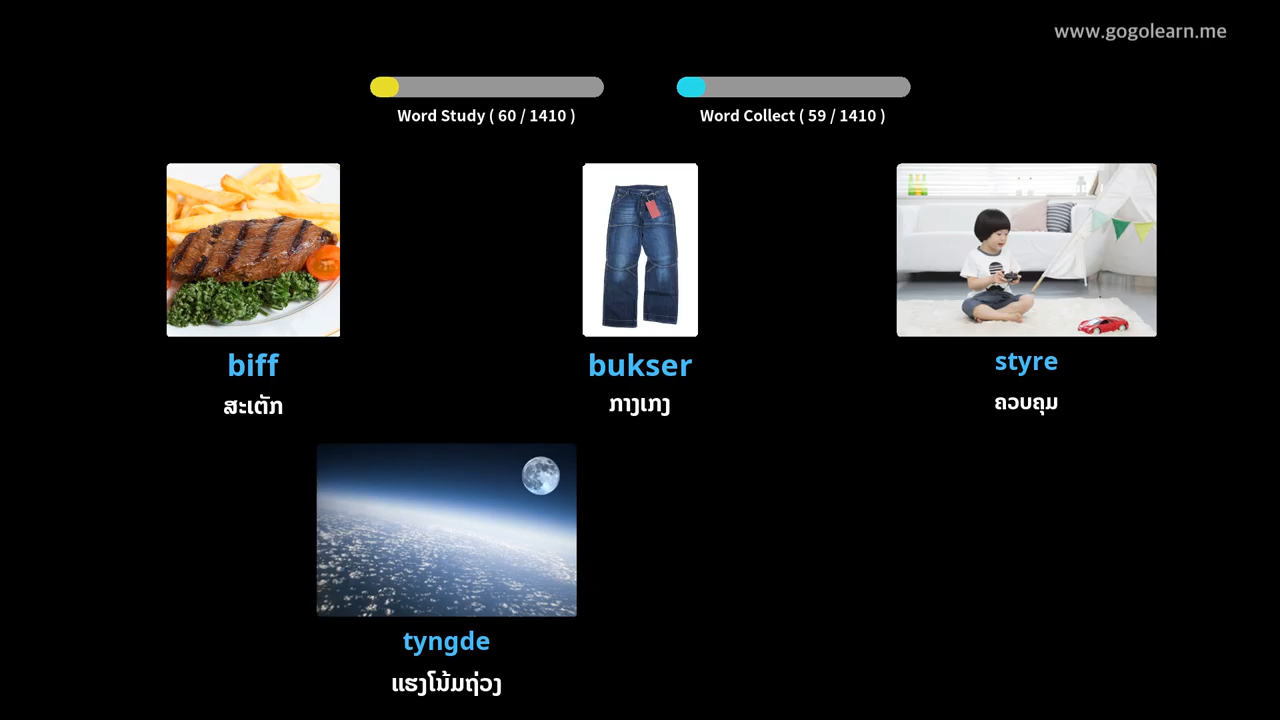 www.gogolearn.me
Word Study ( 60 / 1410 )
Word Collect ( 59 / 1410 )
biff
ສະເຕັກ
bukser
ກາງເກງ
styre
ຄວບຄຸມ
tyngde
ແຮງໂນ້ມຖ່ວງ